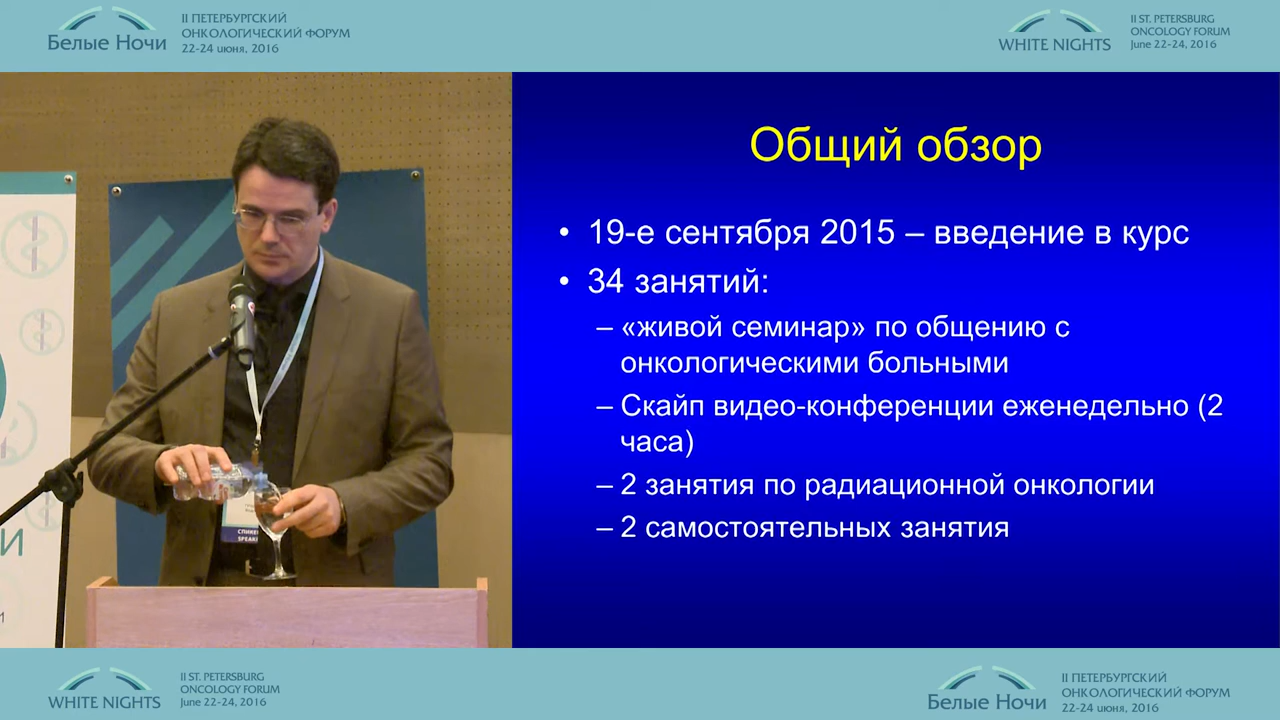 Белые Ночи
II ПЕТЕРБУРГСКИЙ
ОНКОЛОГИЧЕСКИЙ ФОРУМ
22-24 июня, 2016
WHITE NIGHTS
II ST. PETERSBURG
ONCOLOGY FORUM
June 22-24, 2016
Общий обзор
• 19-е сентября 2015 – введение в курс
• 34 занятий:
– «живой семинар» по общению с
онкологическими больными
– Скайп видео-конференции еженедельно (2
часа)
– 2 занятия по радиационной онкологии
– 2 самостоятельных занятия
WHITE NIGHTS
II ST. PETERSBURG
ONCOLOGY FORUM
June 22-24, 2016
Белые Ночи
II ПЕТЕРБУРГСКИЙ
ОНКОЛОГИЧЕСКИЙ ФОРУМ
22-24 июня, 2016